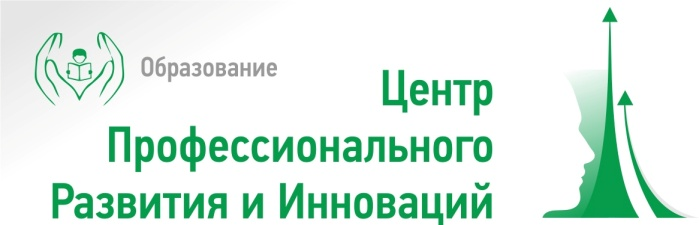 Образование
Центр
Профессионального
Развития и Инноваций